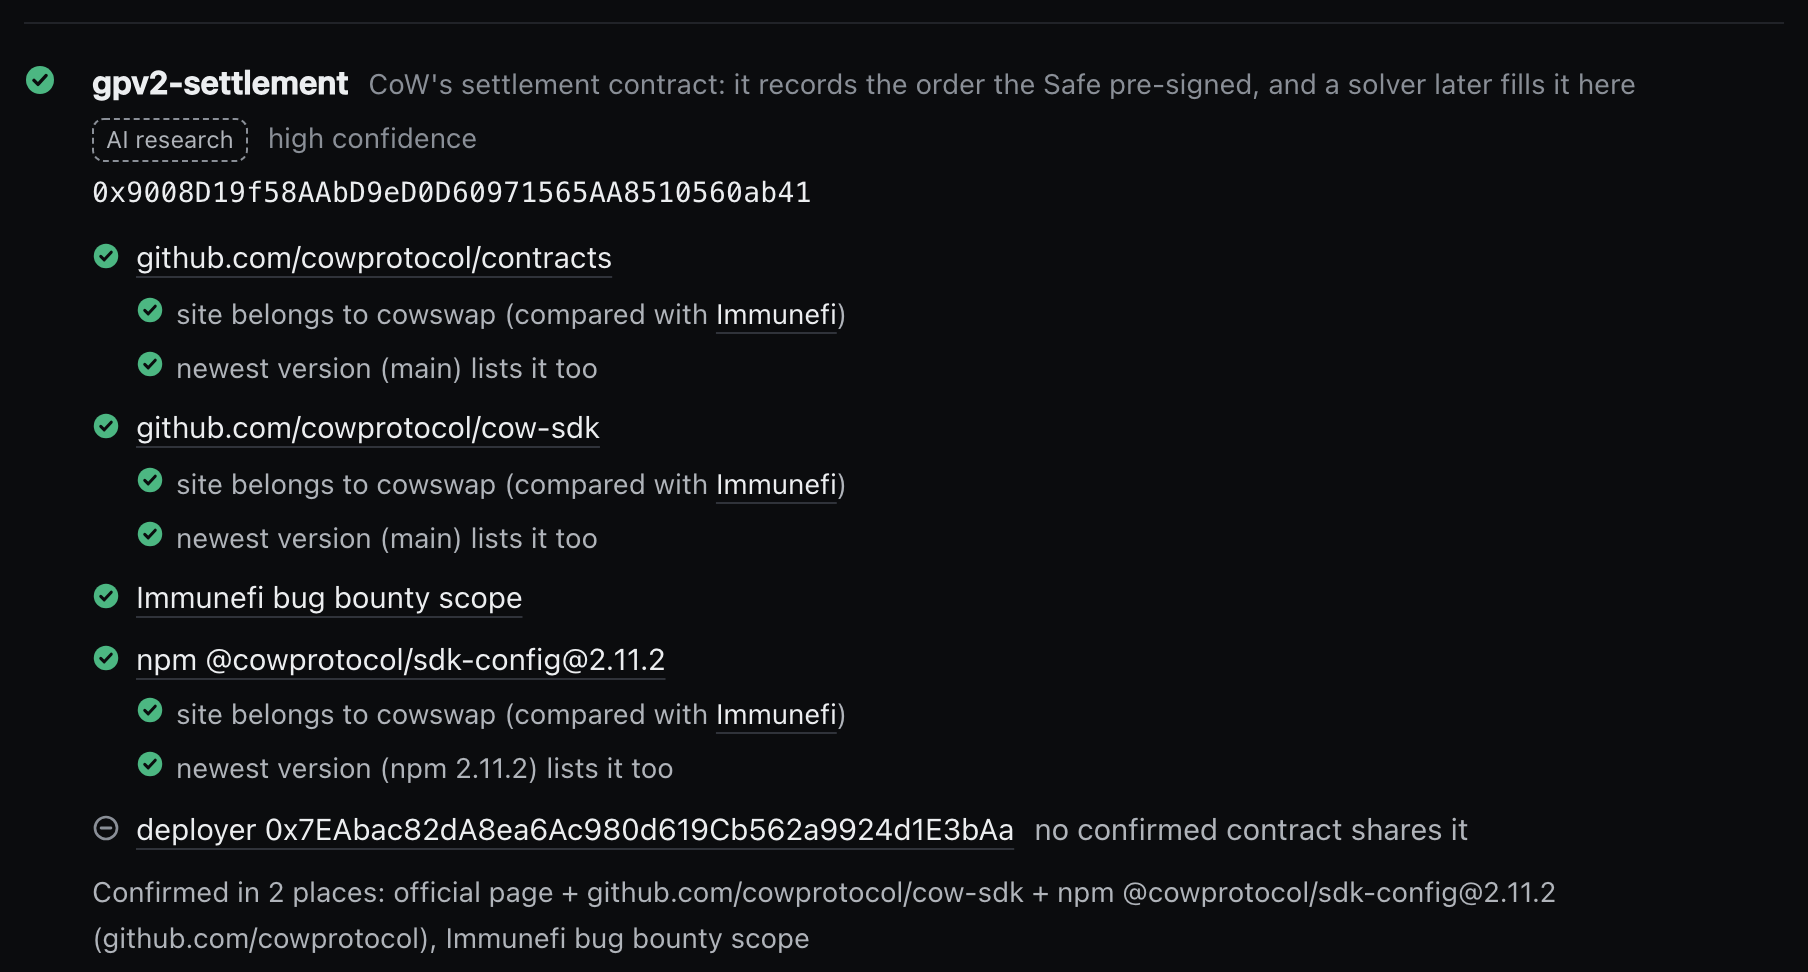 gpv2-settlement CoW's settlement contract: it records the order the Safe pre-signed, and a solver later fills it here
AI research high confidence
0x9008D19f58AAbD9eD0D60971565AA8510560ab41
github.com/cowprotocol/contracts
site belongs to cowswap (compared with Immunefi)
newest version (main) lists it too
github.com/cowprotocol/cow-sdk
site belongs to cowswap (compared with Immunefi)
newest version (main) lists it too
Immunefi bug bounty scope
npm @cowprotocol/sdk-config@2.11.2
site belongs to cowswap (compared with Immunefi)
newest version (npm 2.11.2) lists it too
deployer 0x7EAbac82dA8ea6Ac980d619Cb562a9924d1E3bAa no confirmed contract shares it
Confirmed in 2 places: official page + github.com/cowprotocol/cow-sdk + npm @cowprotocol/sdk-config@2.11.2
(github.com/cowprotocol), Immunefi bug bounty scope